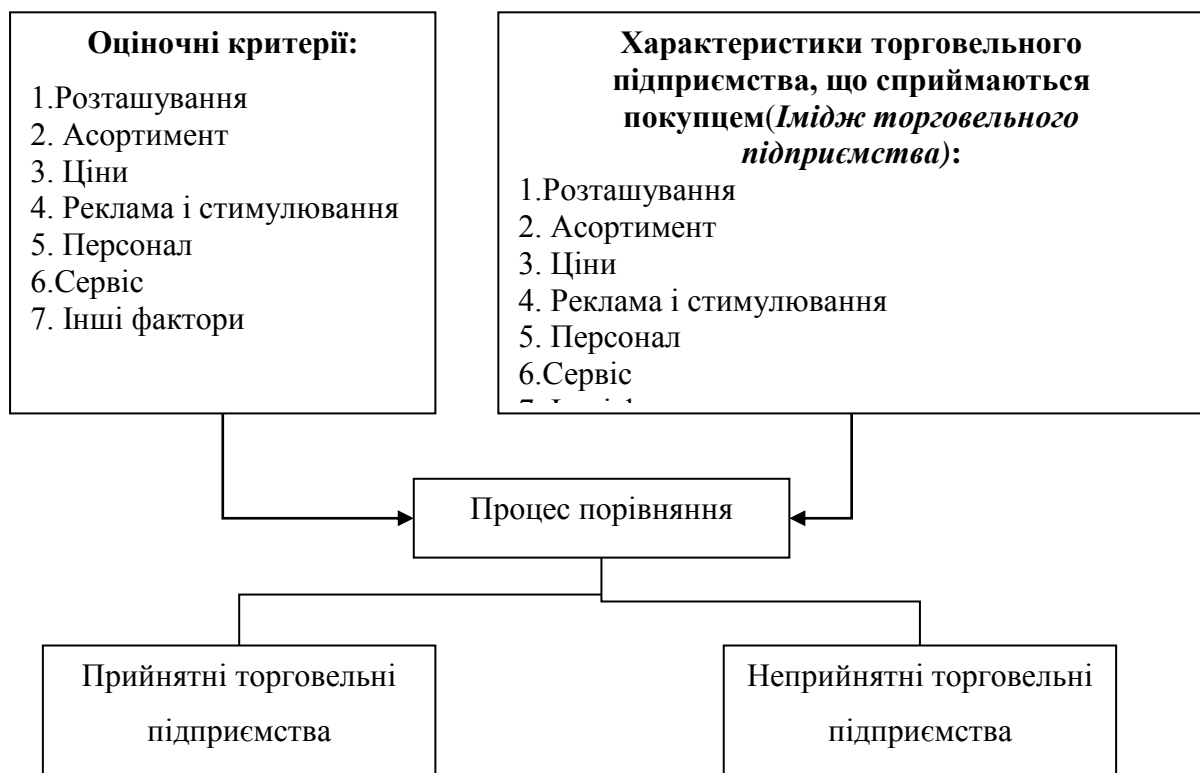 Оціночні критерії:
1.Розташування
2. Асортимент
3. Ціни
4. Реклама і стимулювання
5. Персонал
6.Сервіс
7. Інші фактори
Характеристики торговельного
підприємства, що сприймаються
покупцем(Імідж торговельного
підприємства):
1.Розташування
2. Асортимент
3. Ціни
4. Реклама і стимулювання
5. Персонал
6.Сервіс
Процес порівняння
Прийнятні торговельні
підприємства
Неприйнятні торговельні
підприємства